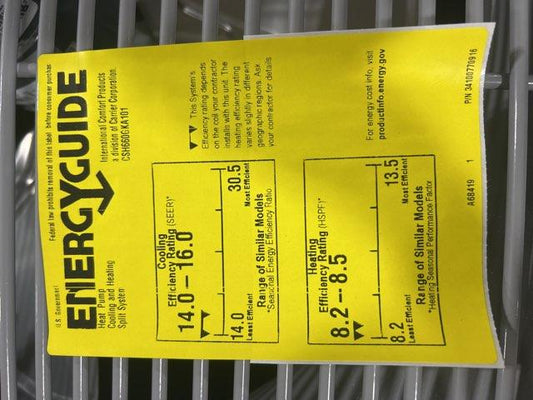 U.S. Government
Federal law prohibits removal of this label before consumer purchase
ENERGYGUIDE
Heat Pump
Cooling and Heating
Split System
International Comfort Products
a division of Carrier Corporation
Cooling
Efficiency Rating (SEER)*
14.0–16.0
14.0
Least Efficient
30.5
Most Efficient
Range of Similar Models
*Seasonal Energy Efficiency Ratio
This System's
Efficiency rating depends
on the coil your contractor
installs with this unit. The
heating efficiency rating
varies slightly in different
geographic regions. Ask
your contractor for details
Heating
Efficiency Rating (HSPF)*
8.2--8.5
8.2
Least Efficient
13.5
Most Efficient
Range of Similar Models
*Heating Seasonal Performance Factor
For energy cost info, visit
productinfo.energy.gov
A68419 1
P/N 34100770916